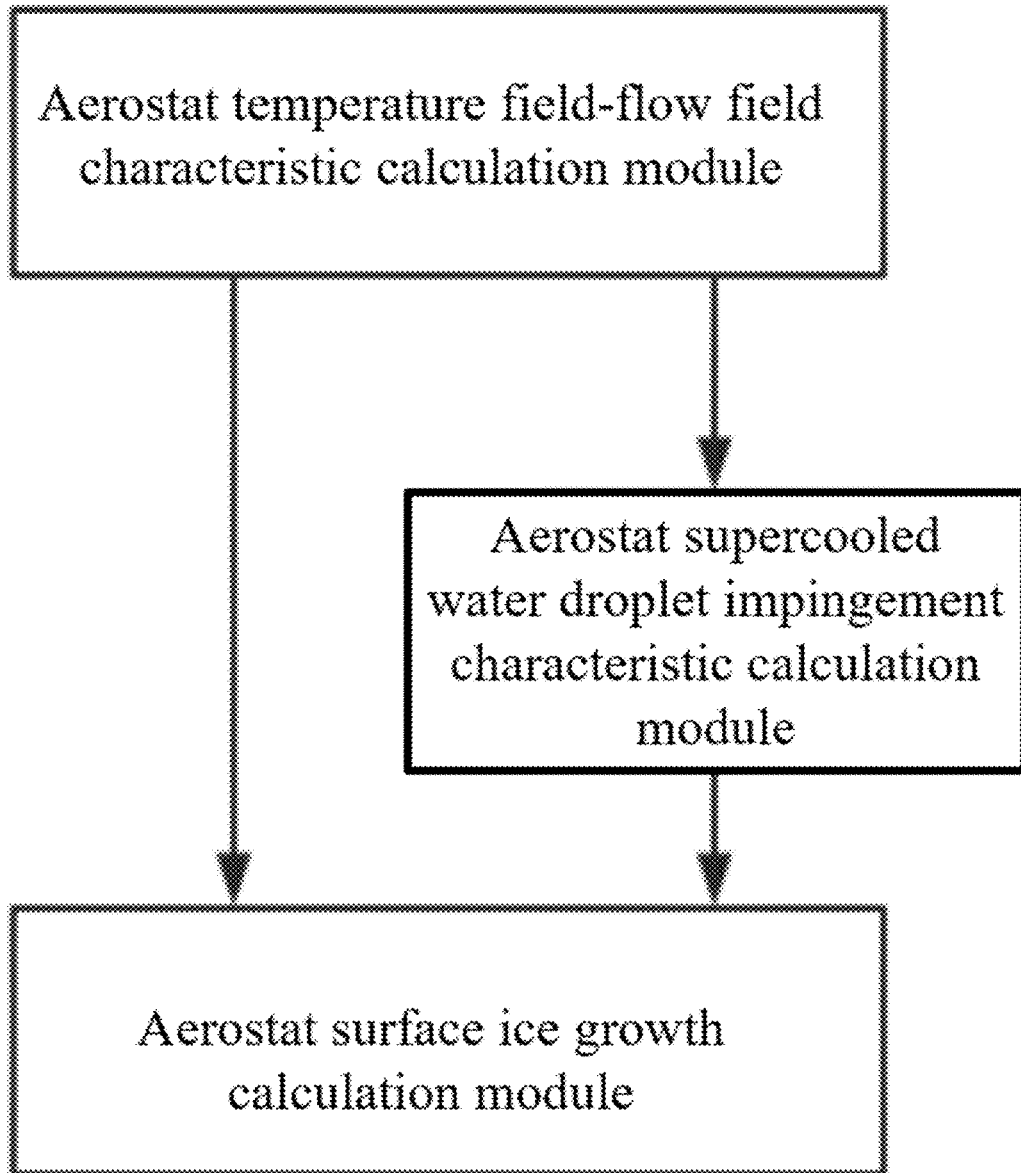 Aerostat temperature field-flow field
characteristic calculation module
Aerostat supercooled
water droplet impingement
characteristic calculation
module
Aerostat surface ice growth
calculation module